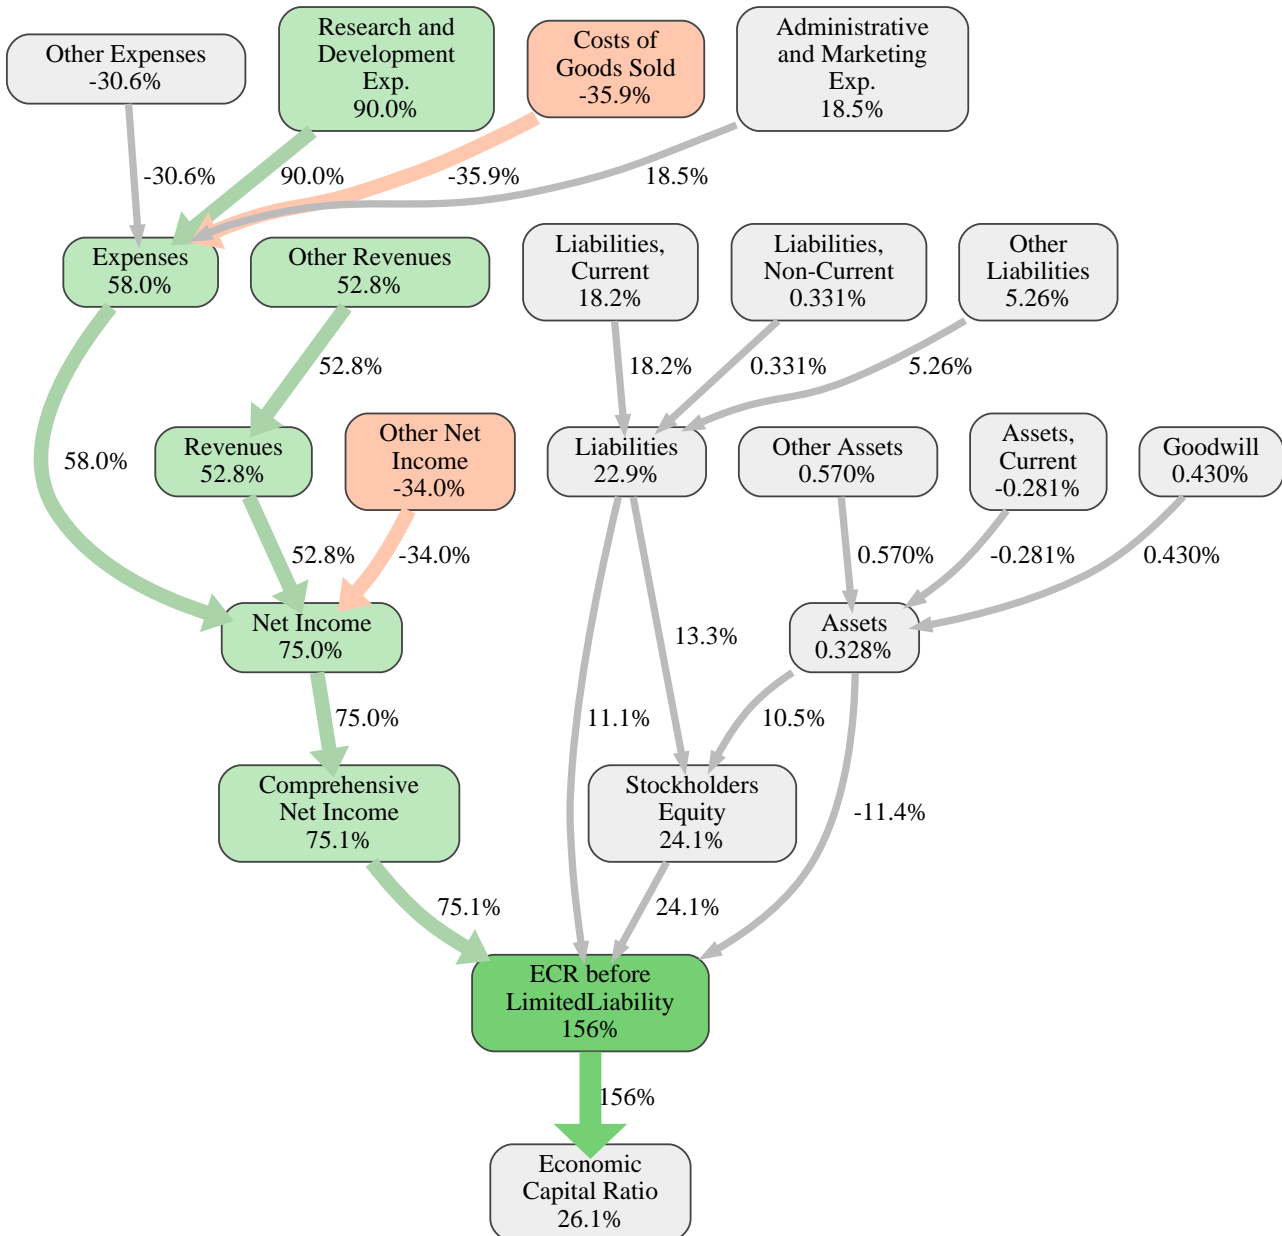 Other Expenses
-30.6%
Research and
Development
Exp.
90.0%
Costs of
Goods Sold
-35.9%
Administrative
and Marketing
Exp.
18.5%
-30.6%
90.0%
-35.9%
18.5%
Expenses
58.0%
Other Revenues
52.8%
Liabilities,
Current
18.2%
Liabilities,
Non-Current
0.331%
Other
Liabilities
5.26%
52.8%
18.2%
0.331%
5.26%
58.0%
Revenues
52.8%
Other Net
Income
-34.0%
Liabilities
22.9%
Other Assets
0.570%
Assets,
Current
-0.281%
Goodwill
0.430%
52.8%
-34.0%
0.570%
-0.281%
0.430%
Net Income
75.0%
13.3%
Assets
0.328%
75.0%
11.1%
10.5%
Comprehensive
Net Income
75.1%
Stockholders
Equity
24.1%
-11.4%
75.1%
24.1%
ECR before
LimitedLiability
156%
156%
Economic
Capital Ratio
26.1%